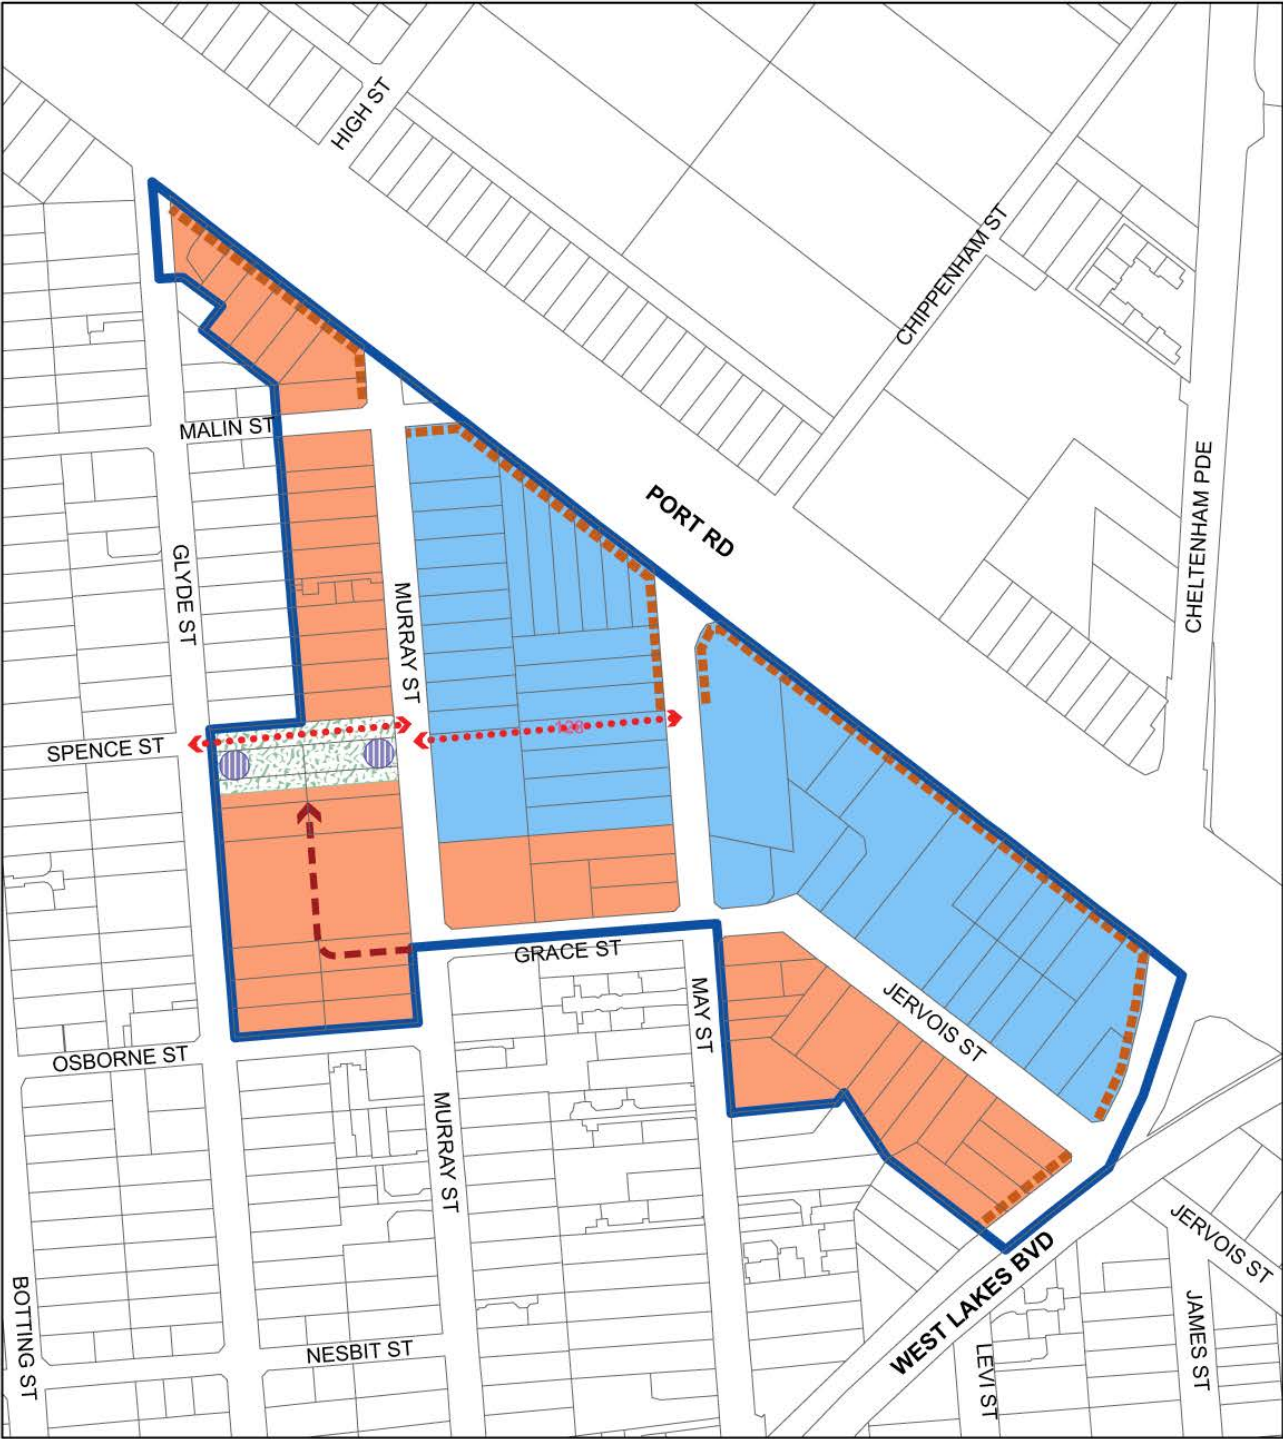 HIGH ST
CHIPPENHAM ST
MALIN ST
PORT RD
CHELTENHAM PDE
GLYDE ST
MURRAY ST
128
SPENCE ST
GRACE ST
MAY ST
JERVOIS ST
OSBORNE ST
MURRAY ST
JERVOIS ST
WEST LAKES BVD
BOTTING ST
NESBIT ST
LEVI ST
JAMES ST